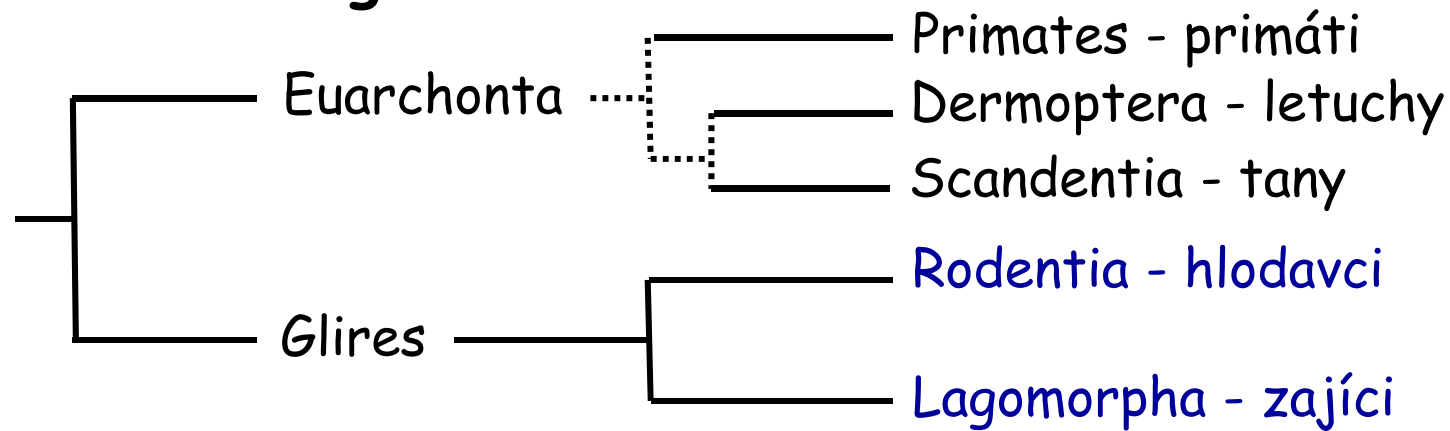 Primates - primáti
Euarchonta
Dermoptera - letuchy
Scandentia - tany
Rodentia - hlodavci
Glires
Lagomorpha - zajíci